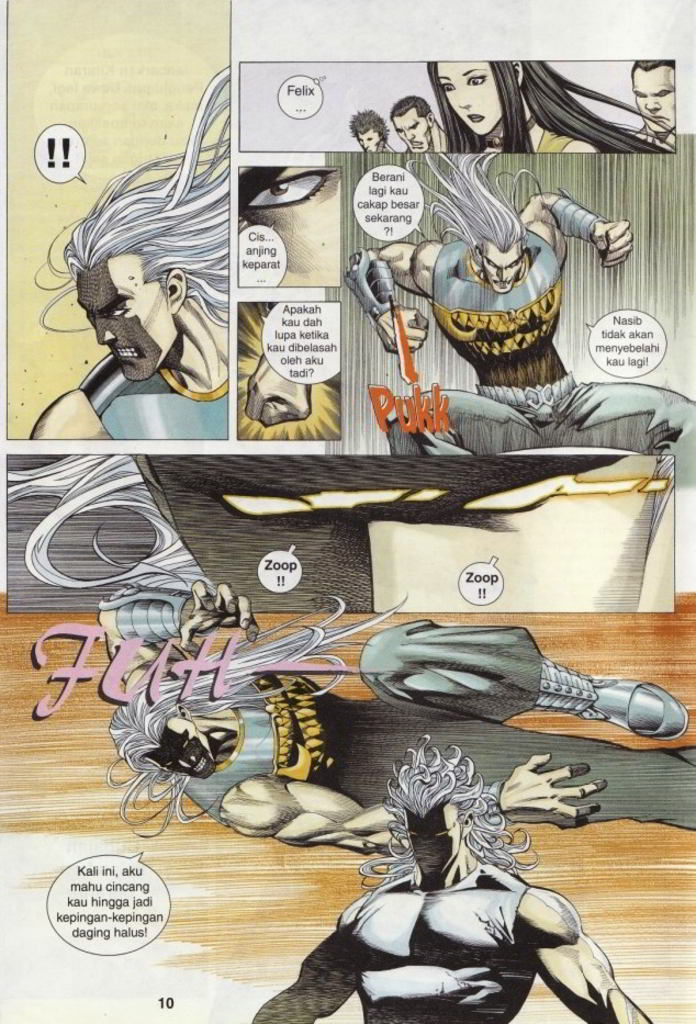 !!
Felix
...
Cis...
anjing
keparat
...
Berani
lagi kau
cakap besar
sekarang
?!
Apakah
kau dah
lupa ketika
kau dibelasah
oleh aku
tadi?
Nasib
tidak akan
menyebelahi
kau lagi!
Pukk
Zoop
!!
Zoop
!!
FUH
Kali ini, aku
mahu cincang
kau hingga jadi
kepingan-kepingan
daging halus!
10